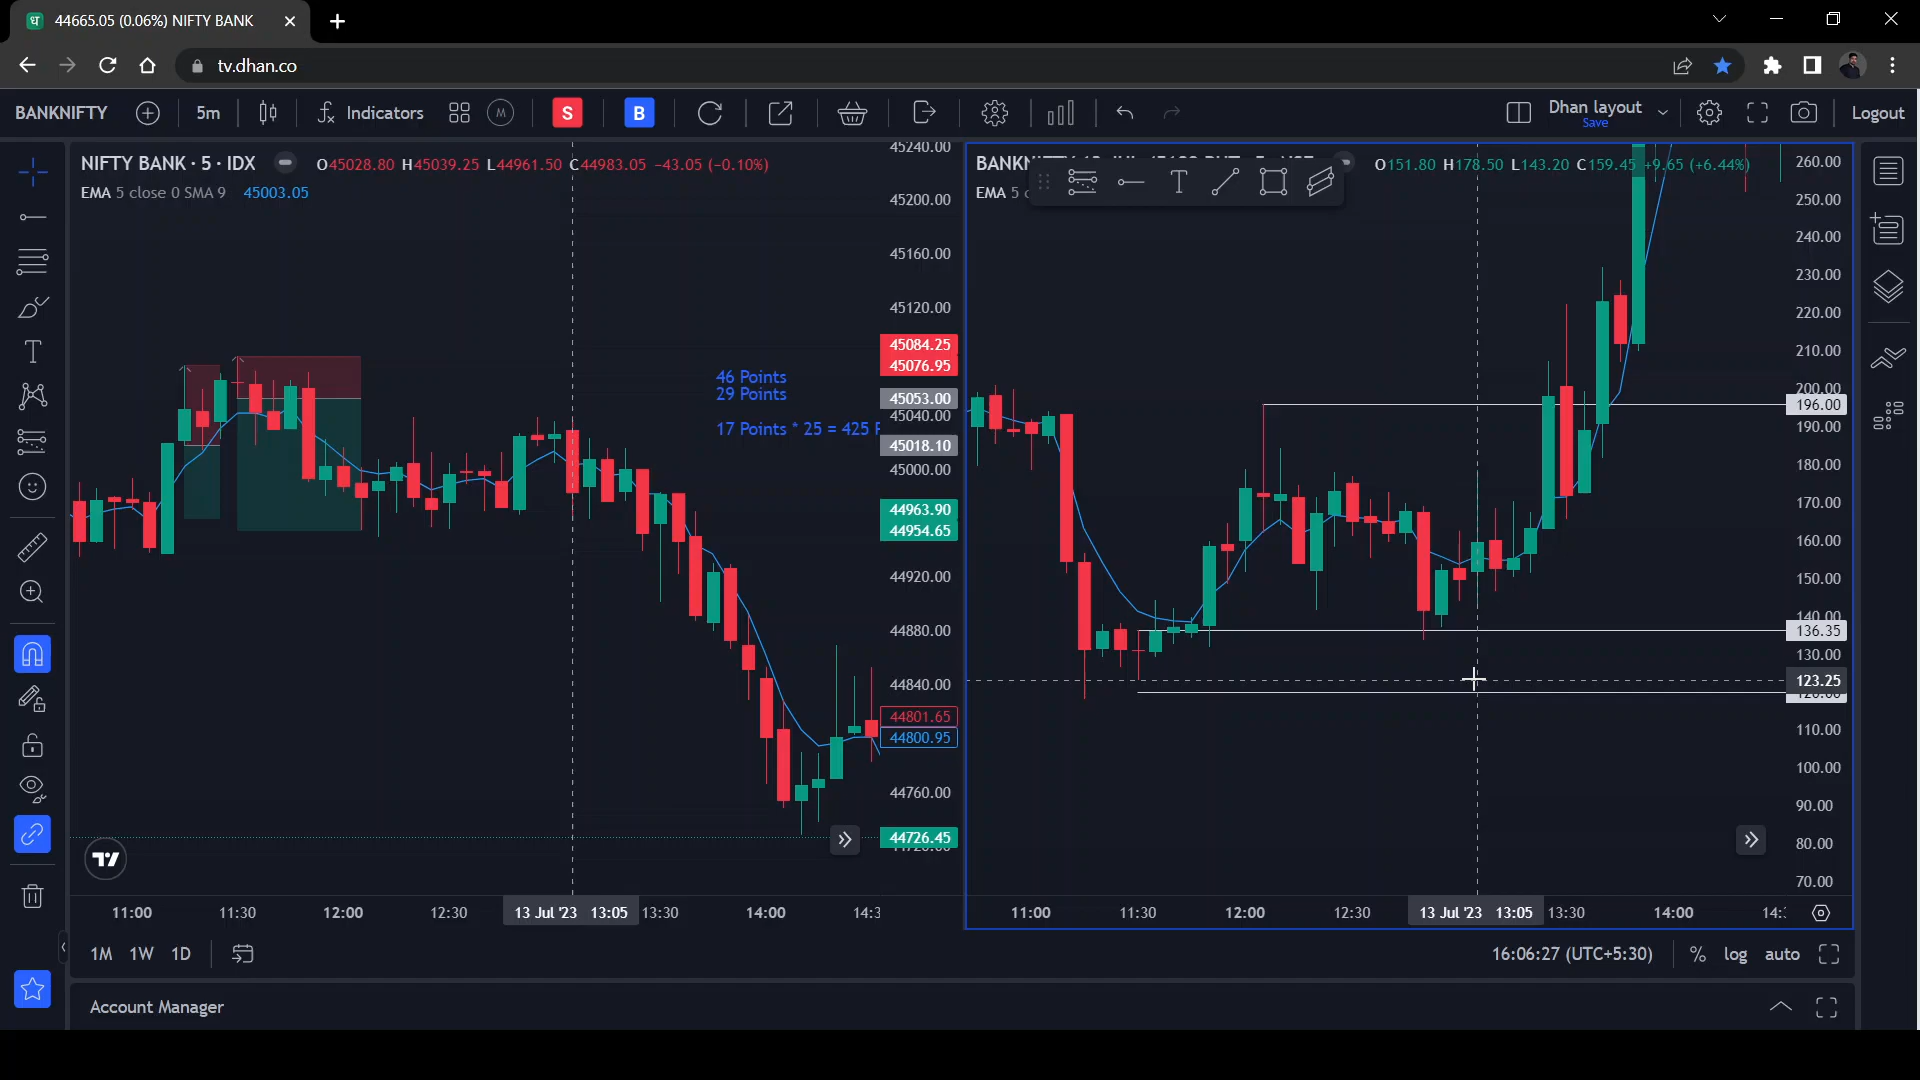 44665.05 (0.06%) NIFTY BANK
tv.dhan.co
BANKNIFTY 5m Indicators M S B Dhan layout Save Logout
NIFTY BANK · 5 · IDX O45028.80 H45039.25 L44961.50 C44983.05 −43.05 (−0.10%)
EMA 5 close 0 SMA 9 45003.05
45240.00
45200.00
45160.00
45120.00
45084.25
45076.95
45053.00
45040.00
45018.10
45000.00
44963.90
44954.65
44920.00
44880.00
44840.00
44801.65
44800.95
44760.00
44726.45
46 Points
29 Points
17 Points * 25 = 425
11:00 11:30 12:00 12:30 13 Jul '23 13:05 13:30 14:00 14:3
O151.80 H178.50 L143.20 C159.45 +9.65 (+6.44%)
EMA 5
260.00
250.00
240.00
230.00
220.00
210.00
200.00
196.00
190.00
180.00
170.00
160.00
150.00
140.00
136.35
130.00
123.25
110.00
100.00
90.00
80.00
70.00
11:00 11:30 12:00 12:30 13 Jul '23 13:05 13:30 14:00 14:
1M 1W 1D 16:06:27 (UTC+5:30) % log auto
Account Manager